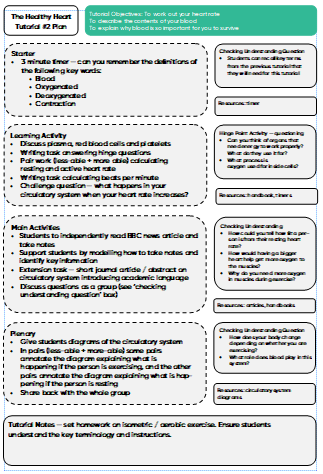 The Healthy Heart
Tutorial #2 Plan
Tutorial Objectives: To work out your heart rate
To describe the contents of your blood
To explain why blood is so important for you to survive
Starter
• 3 minute timer — can you remember the definitions of
the following key words:
• Blood
• Oxygenated
• Deoxygenated
• Contraction
Checking Understanding Question
• Students can recall key terms
from the previous tutorial that
they will need for this tutorial
Resources: timer
Learning Activity
• Discuss plasma, red blood cells and platelets
• Writing task answering hinge questions
• Pair work (less-able + more able) calculating
resting and active heart rate
• Writing task calculating beats per minute
• Challenge question — what happens in your
circulatory system when your heart rate increases?
Hinge Point Activity — questioning
• Can you think of organs that
need energy to work properly?
What do they use it for?
• What process is
oxygen used for inside cells?
Resources: handbook, timers
Main Activities
• Students to independently read BBC news article and
take notes
• Support students by modelling how to take notes and
identify key information
• Extension task — short journal article / abstract on
circulatory system introducing academic language
• Discuss questions as a group (see 'checking
understanding question' box)
Checking Understanding
• How could you tell how fit a per-
son is from their resting heart
rate?
• How would having a bigger
heart help get more oxygen to
the muscles?
• Why do you need more oxygen
in muscles during exercise?
Resources: articles, handbooks
Plenary
• Give students diagrams of the circulatory system
• In pairs (less-able + more-able) some pairs
annotate the diagram explaining what is
happening if the person is exercising, and the other
pairs annotate the diagram explaining what is hap-
pening if the person is resting
• Share back with the whole group
Checking Understanding Question
• How does your body change
depending on whether you are
exercising?
• What role does blood play in this
system?
Resources: circulatory system
diagrams
Tutorial Notes — set homework on isometric / aerobic exercise. Ensure students
understand the key terminology and instructions.